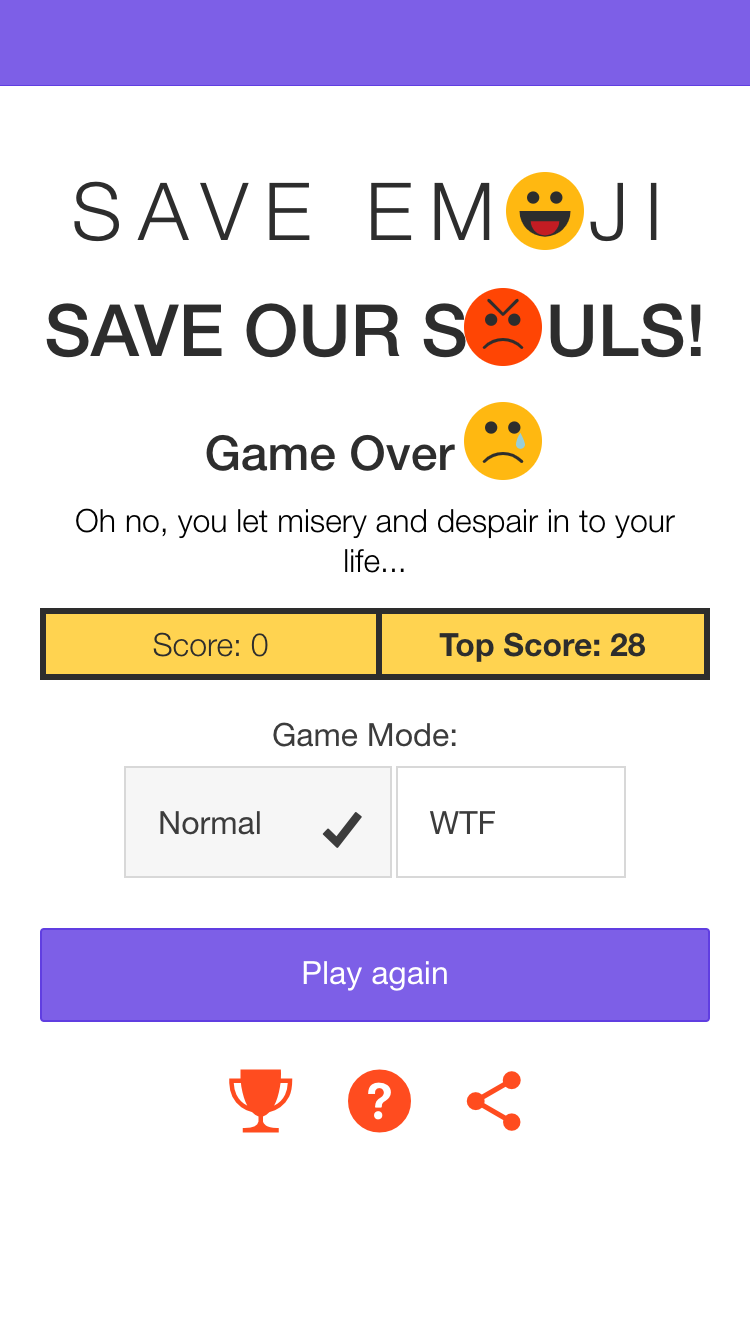 SAVE EM😃JI
SAVE OUR S😡ULS!
Game Over 😢
Oh no, you let misery and despair in to your
life...
Score: 0
Top Score: 28
Game Mode:
Normal
WTF
Play again
?